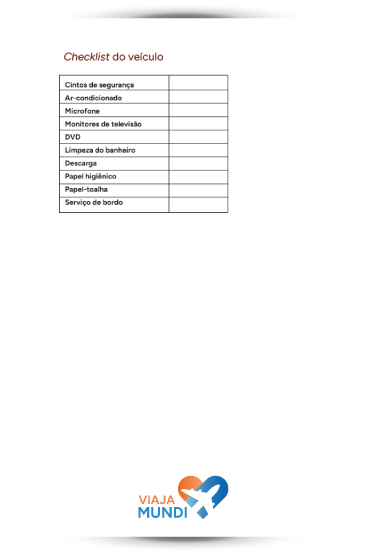 Checklist do veículo
Cintos de segurança
Ar-condicionado
Microfone
Monitores de televisão
DVD
Limpeza do banheiro
Descarga
Papel higiênico
Papel-toalha
Serviço de bordo
VIAJA
MUNDI